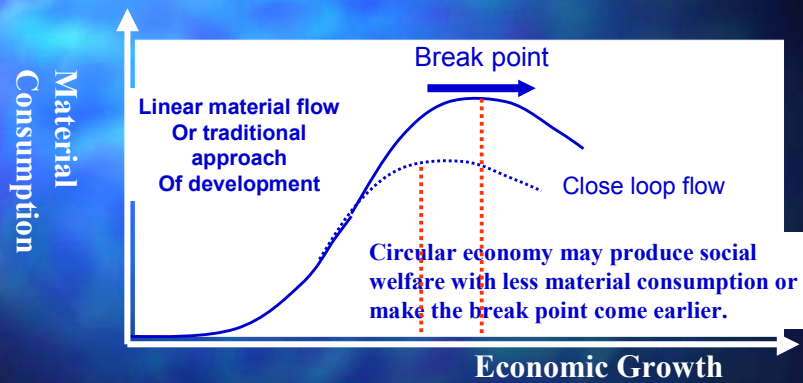 Break point
Material
Consumption
Linear material flow
Or traditional
approach
Of development
Close loop flow
Circular economy may produce social
welfare with less material consumption or
make the break point come earlier.
Economic Growth